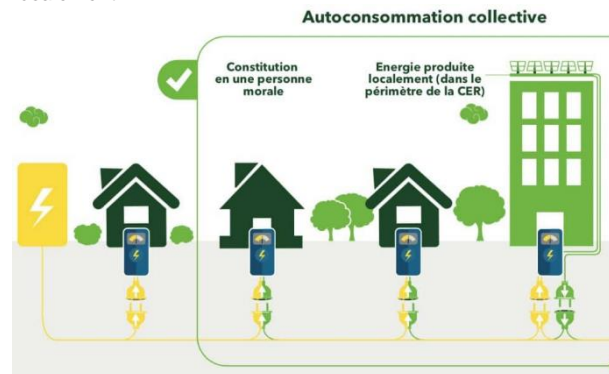 Autoconsommation collective
Constitution
en une personne
morale
Energie produite
localement (dans le
périmètre de la CER)